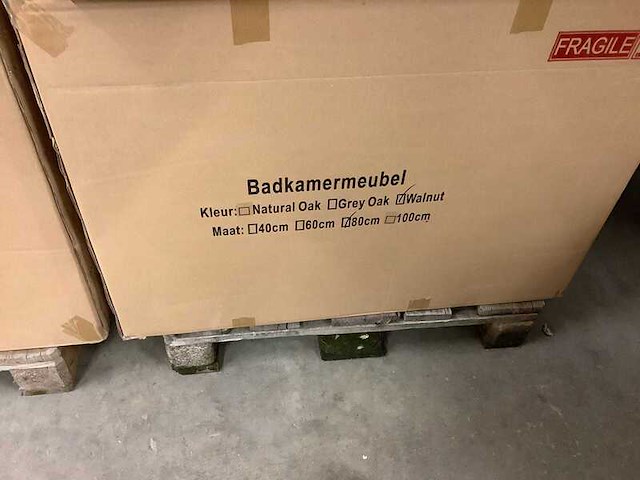 FRAGILE
Badkamermeubel
Kleur: ☐ Natural Oak ☐ Grey Oak ☑ Walnut
Maat: ☐ 40cm ☐ 60cm ☑ 80cm ☐ 100cm